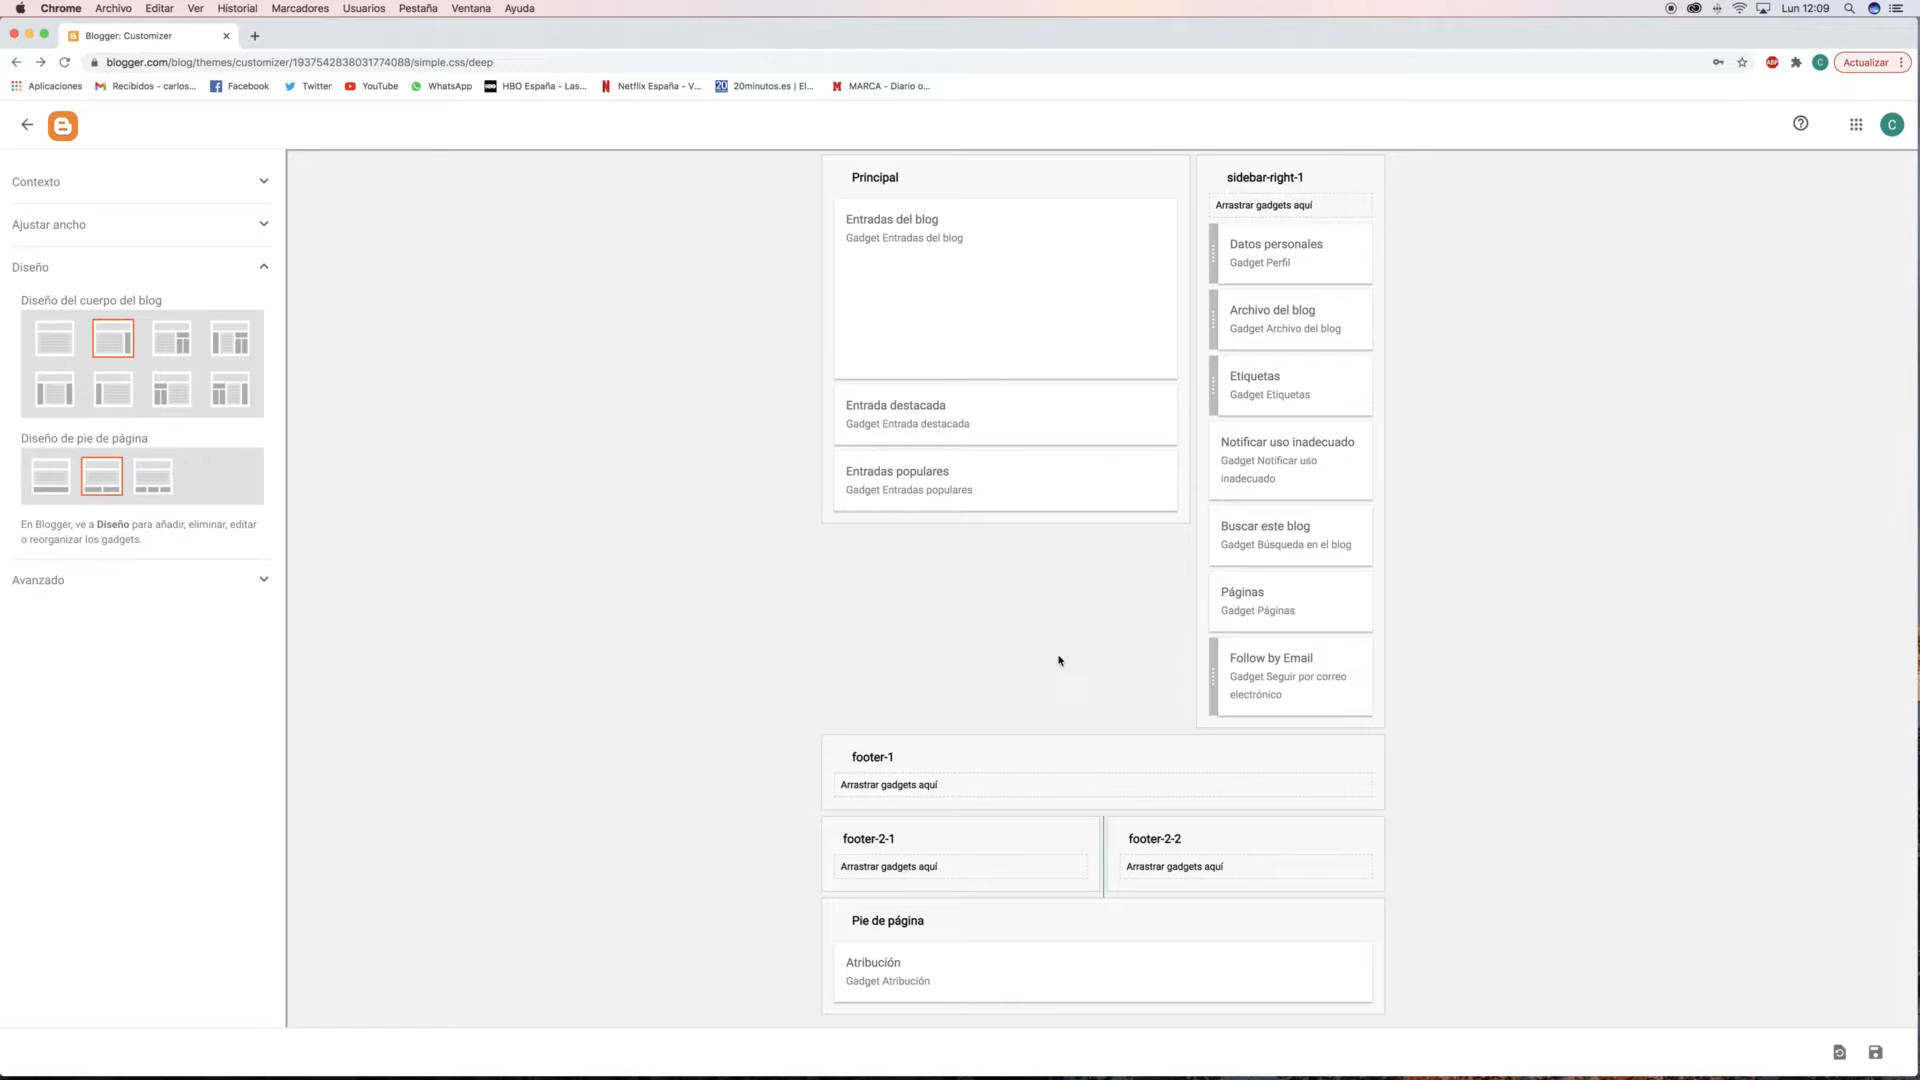 Chrome Archivo Editar Ver Historial Marcadores Usuarios Pestaña Ventana Ayuda
Lun 12:09
Blogger: Customizer
blogger.com/blog/themes/customizer/1937542838031774088/simple.css/deep
ABP
C
Actualizar
Aplicaciones
Recibidos - carlos...
Facebook
Twitter
YouTube
WhatsApp
HBO España - Las...
Netflix España - V...
20 20minutos.es | El...
MARCA - Diario o...
C
Contexto
Ajustar ancho
Diseño
Diseño del cuerpo del blog
Diseño de pie de página
En Blogger, ve a Diseño para añadir, eliminar, editar
o reorganizar los gadgets.
Avanzado
Principal
Entradas del blog
Gadget Entradas del blog
Entrada destacada
Gadget Entrada destacada
Entradas populares
Gadget Entradas populares
sidebar-right-1
Arrastrar gadgets aquí
Datos personales
Gadget Perfil
Archivo del blog
Gadget Archivo del blog
Etiquetas
Gadget Etiquetas
Notificar uso inadecuado
Gadget Notificar uso
inadecuado
Buscar este blog
Gadget Búsqueda en el blog
Páginas
Gadget Páginas
Follow by Email
Gadget Seguir por correo
electrónico
footer-1
Arrastrar gadgets aquí
footer-2-1
Arrastrar gadgets aquí
footer-2-2
Arrastrar gadgets aquí
Pie de página
Atribución
Gadget Atribución